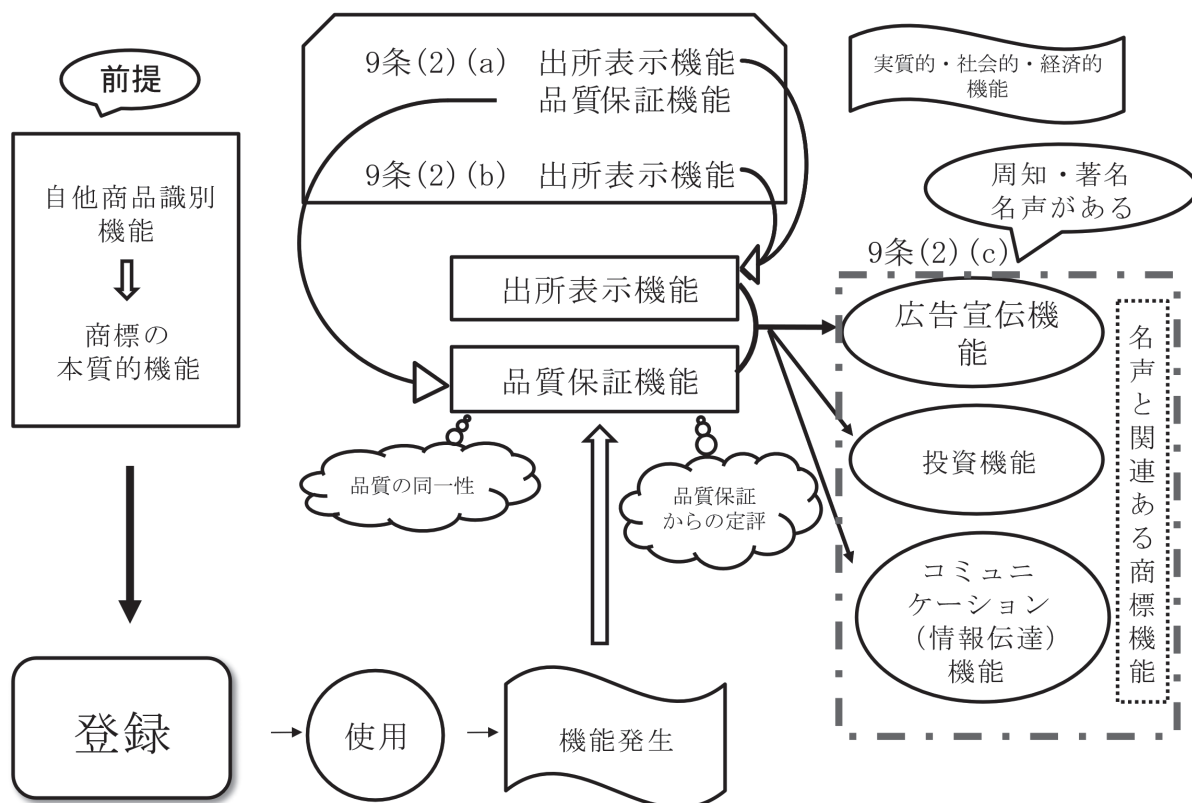 前提
自他商品識別
機能
商標の
本質的機能
9条(2)(a) 出所表示機能
品質保証機能
9条(2)(b) 出所表示機能
実質的・社会的・経済的
機能
周知・著名
名声がある
9条(2)(c)
出所表示機能
品質保証機能
品質の同一性
品質保証
からの定評
広告宣伝機
能
投資機能
コミュニ
ケーション
(情報伝達)
機能
名声と関連ある商標機能
登録
使用
機能発生